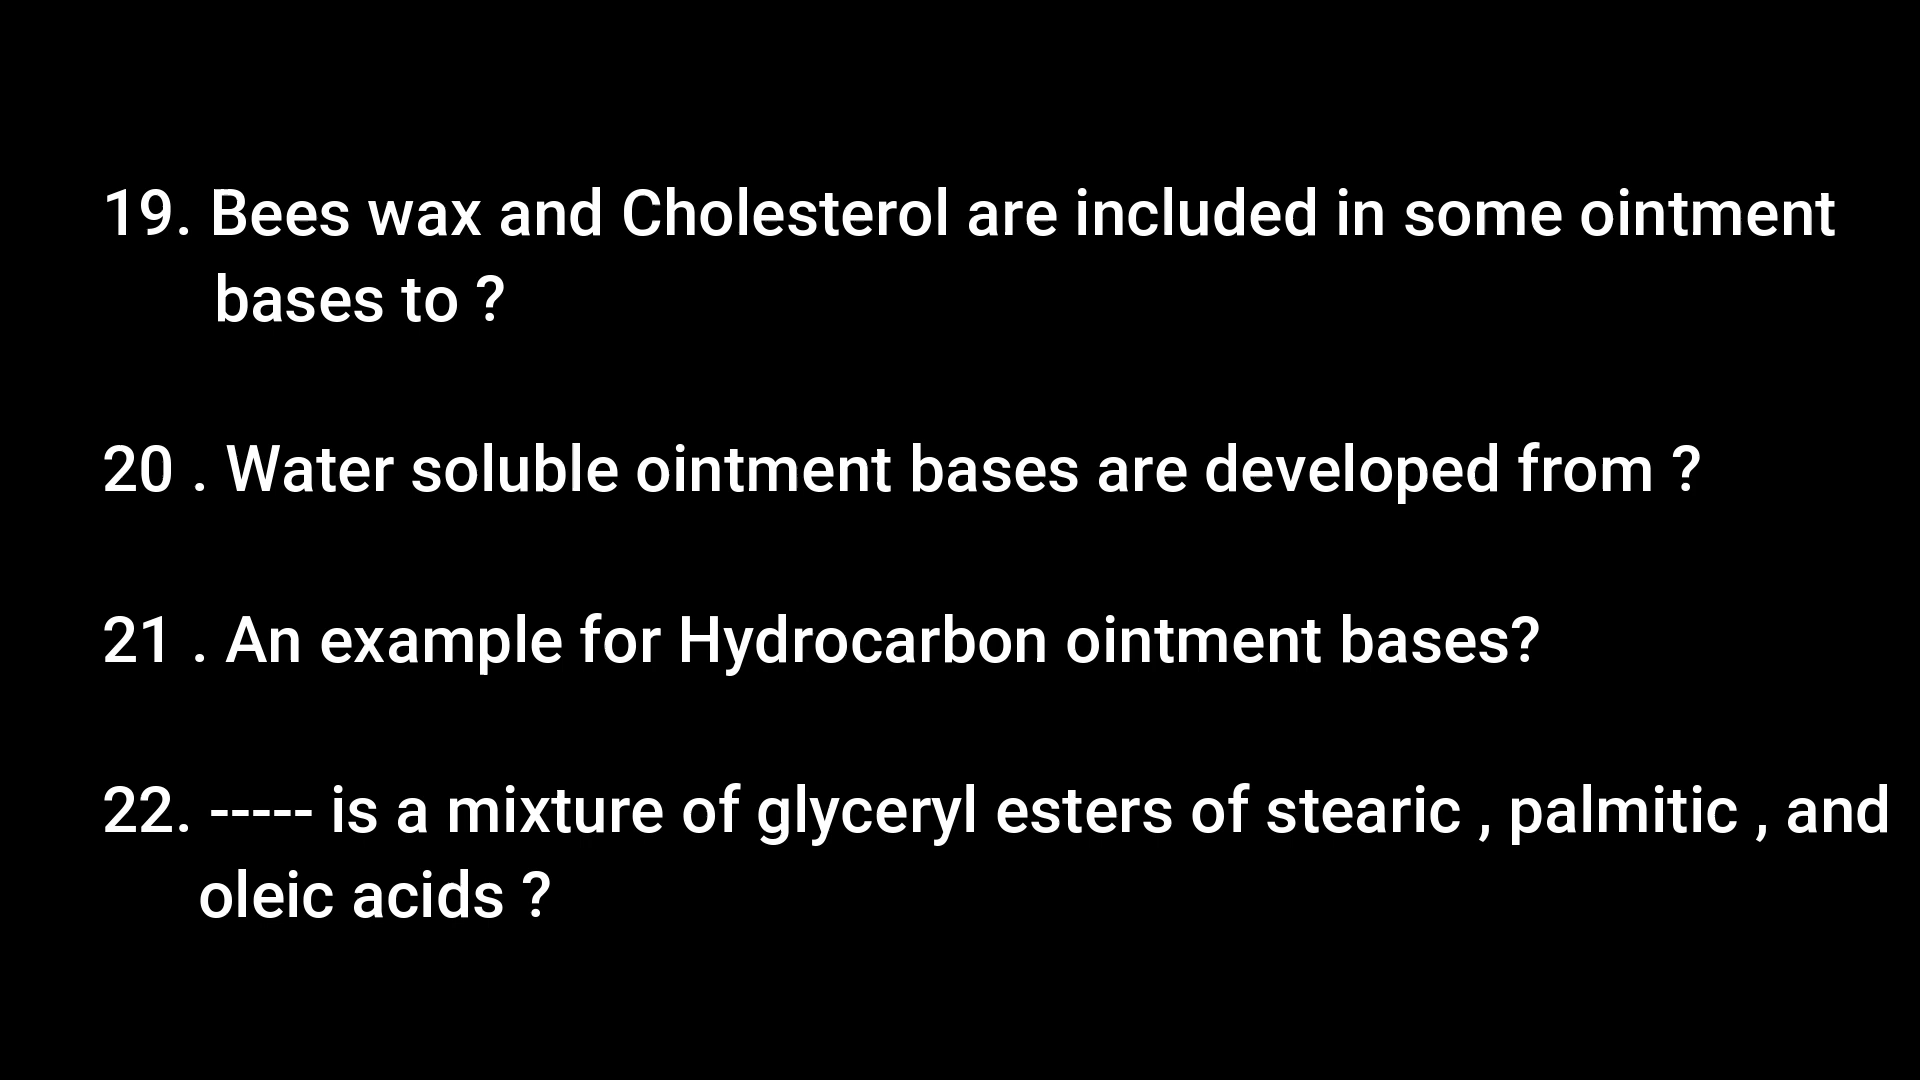 19. Bees wax and Cholesterol are included in some ointment
bases to ?
20 . Water soluble ointment bases are developed from ?
21 . An example for Hydrocarbon ointment bases?
22. ----- is a mixture of glyceryl esters of stearic , palmitic , and
oleic acids ?